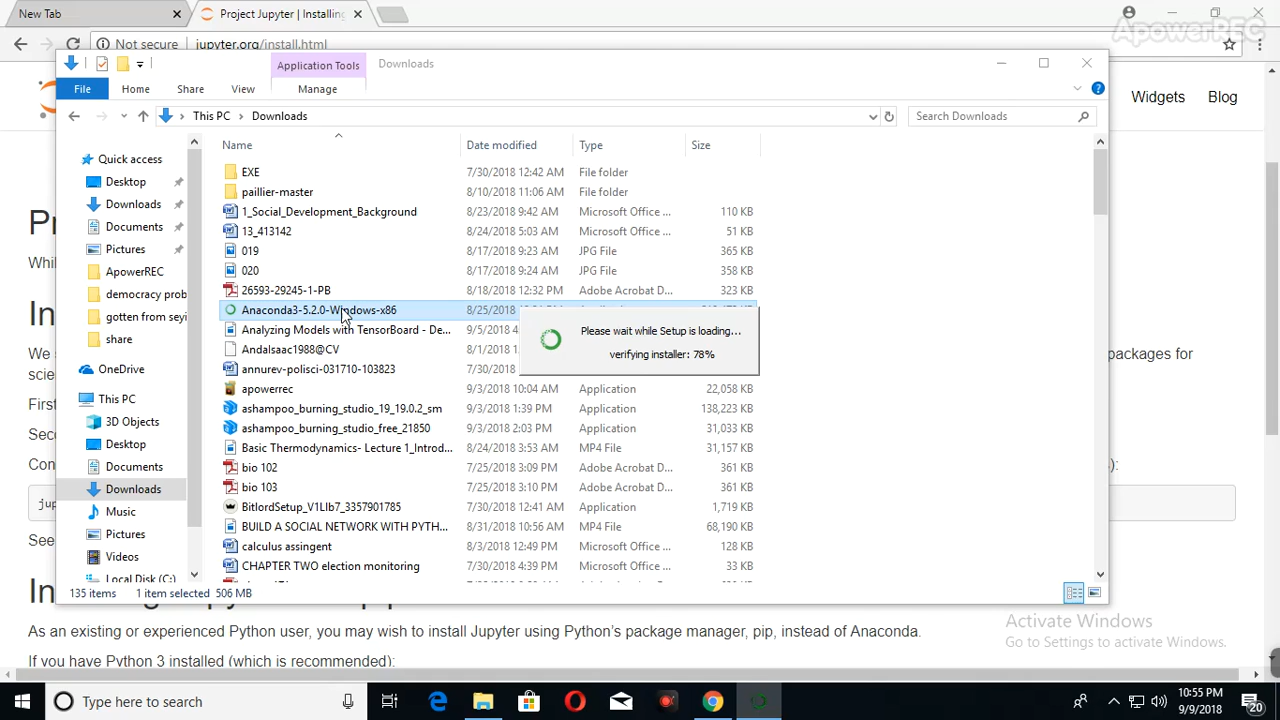 New Tab
Project Jupyter | Installing
ApowerREC
Not secure
jupyter.org/install.html
Application Tools
Downloads
File
Home
Share
View
Manage
Widgets
Blog
This PC
Downloads
Search Downloads
Name
Date modified
Type
Size
Quick access
Desktop
Downloads
Documents
Pictures
ApowerREC
democracy prob
gotten from seyi
share
OneDrive
This PC
3D Objects
Desktop
Documents
Downloads
Music
Pictures
Videos
Local Disk (C:)
EXE 7/30/2018 12:42 AM File folder
paillier-master 8/10/2018 11:06 AM File folder
1_Social_Development_Background 8/23/2018 9:42 AM Microsoft Office ... 110 KB
13_413142 8/24/2018 5:03 AM Microsoft Office ... 51 KB
019 8/17/2018 9:23 AM JPG File 365 KB
020 8/17/2018 9:24 AM JPG File 358 KB
26593-29245-1-PB 8/18/2018 12:32 PM Adobe Acrobat D... 323 KB
Anaconda3-5.2.0-Windows-x86 8/25/2018
Analyzing Models with TensorBoard - De... 9/5/2018 4:
AndaIsaac1988@CV 8/1/2018 1
annurev-polisci-031710-103823 7/30/2018
apowerrec 9/3/2018 10:04 AM Application 22,058 KB
ashampoo_burning_studio_19_19.0.2_sm 9/3/2018 1:39 PM Application 138,223 KB
ashampoo_burning_studio_free_21850 9/3/2018 2:03 PM Application 31,033 KB
Basic Thermodynamics- Lecture 1_Introd... 8/24/2018 3:53 AM MP4 File 31,157 KB
bio 102 7/25/2018 3:09 PM Adobe Acrobat D... 361 KB
bio 103 7/25/2018 3:10 PM Adobe Acrobat D... 361 KB
BitlordSetup_V1LIb7_3357901785 7/30/2018 12:41 AM Application 1,719 KB
BUILD A SOCIAL NETWORK WITH PYTH... 8/31/2018 10:56 AM MP4 File 68,190 KB
calculus assingent 8/3/2018 12:49 PM Microsoft Office ... 128 KB
CHAPTER TWO election monitoring 7/30/2018 4:39 PM Microsoft Office ... 33 KB
Please wait while Setup is loading...
verifying installer: 78%
135 items 1 item selected 506 MB
packages for
As an existing or experienced Python user, you may wish to install Jupyter using Python's package manager, pip, instead of Anaconda.
If you have Python 3 installed (which is recommended):
Activate Windows
Go to Settings to activate Windows.
Type here to search
10:55 PM
9/9/2018
20